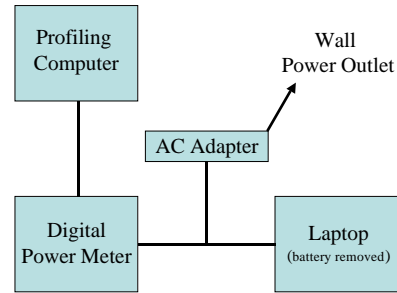 Profiling
Computer
Wall
Power Outlet
AC Adapter
Digital
Power Meter
Laptop
(battery removed)